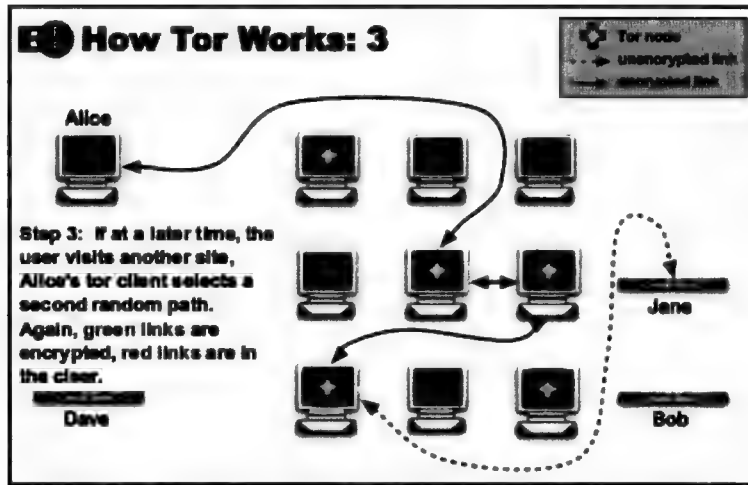 How Tor Works: 3
Tor node
unencrypted link
encrypted link
Alice
Step 3: If at a later time, the
user visits another site,
Alice's tor client selects a
second random path.
Again, green links are
encrypted, red links are in
the clear.
Jane
Dave
Bob